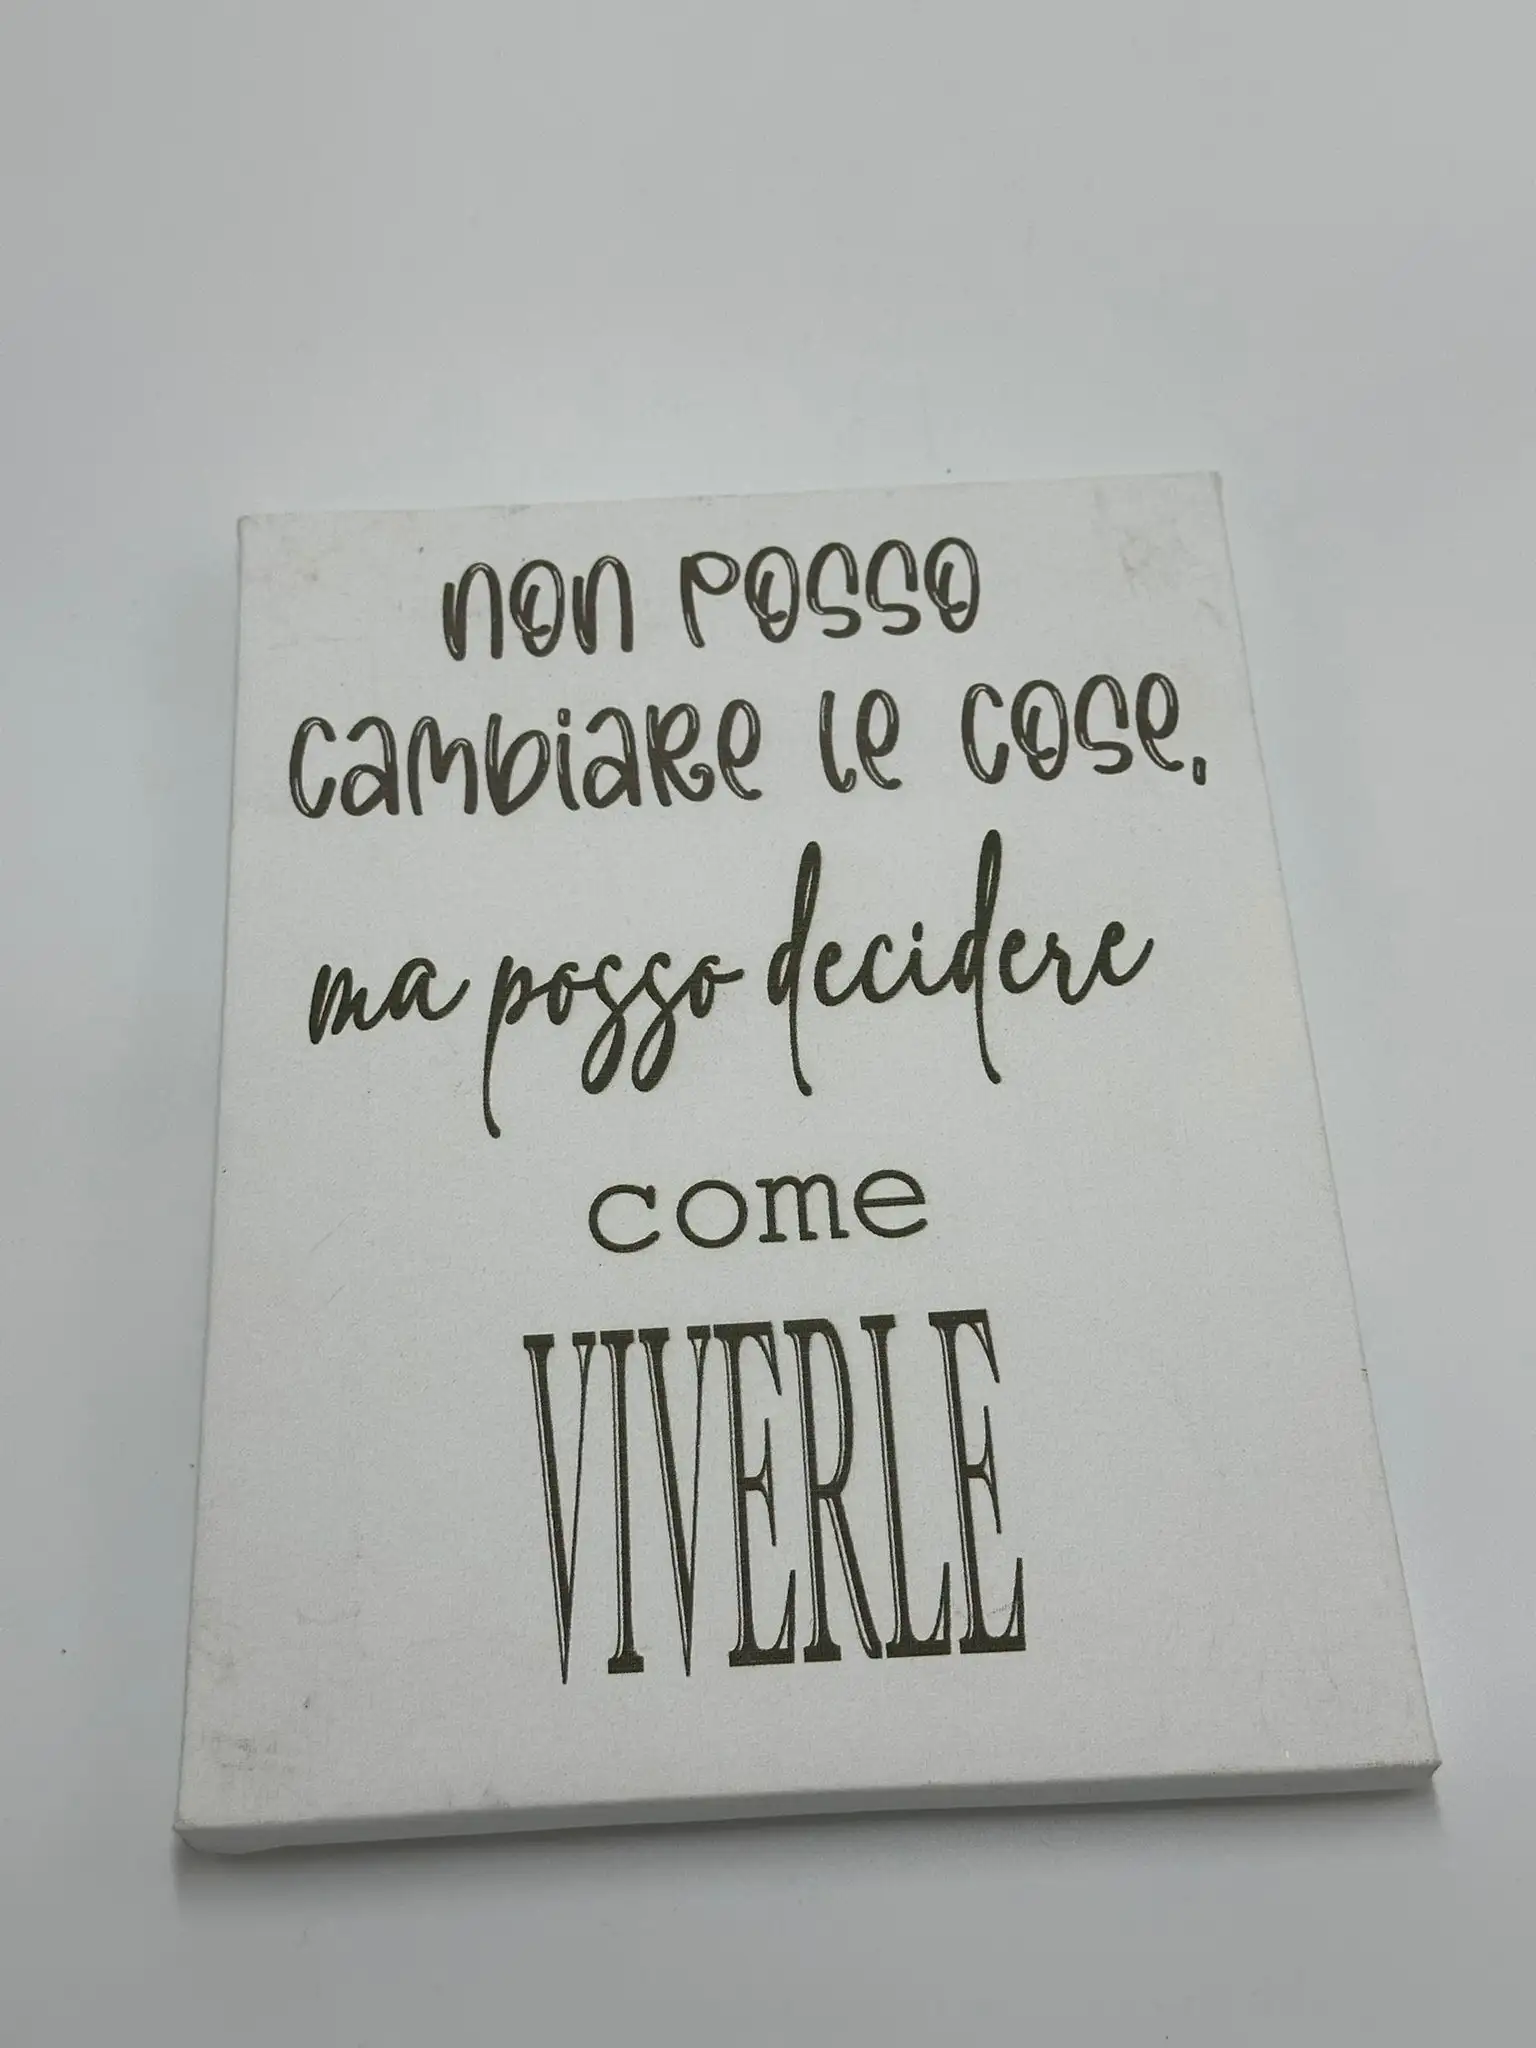 non posso
cambiare le cose,
ma posso decidere
come
VIVERLE